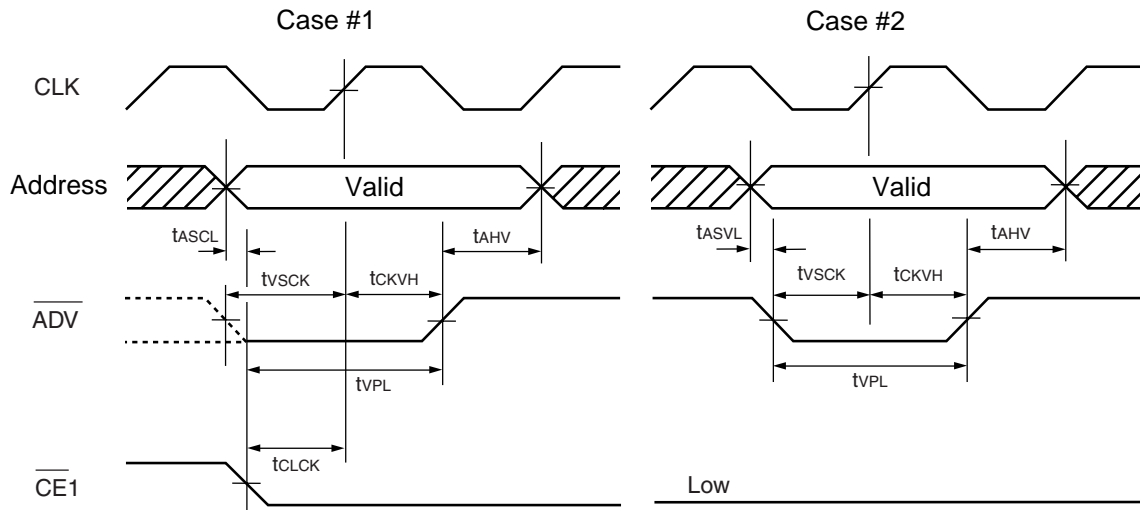 Case #1
Case #2
CLK
Address
Valid
Valid
tASCL
tAHV
tASVL
tAHV
tVSCK
tCKVH
tVSCK
tCKVH
ADV
tVPL
tVPL
tCLCK
CE1
Low